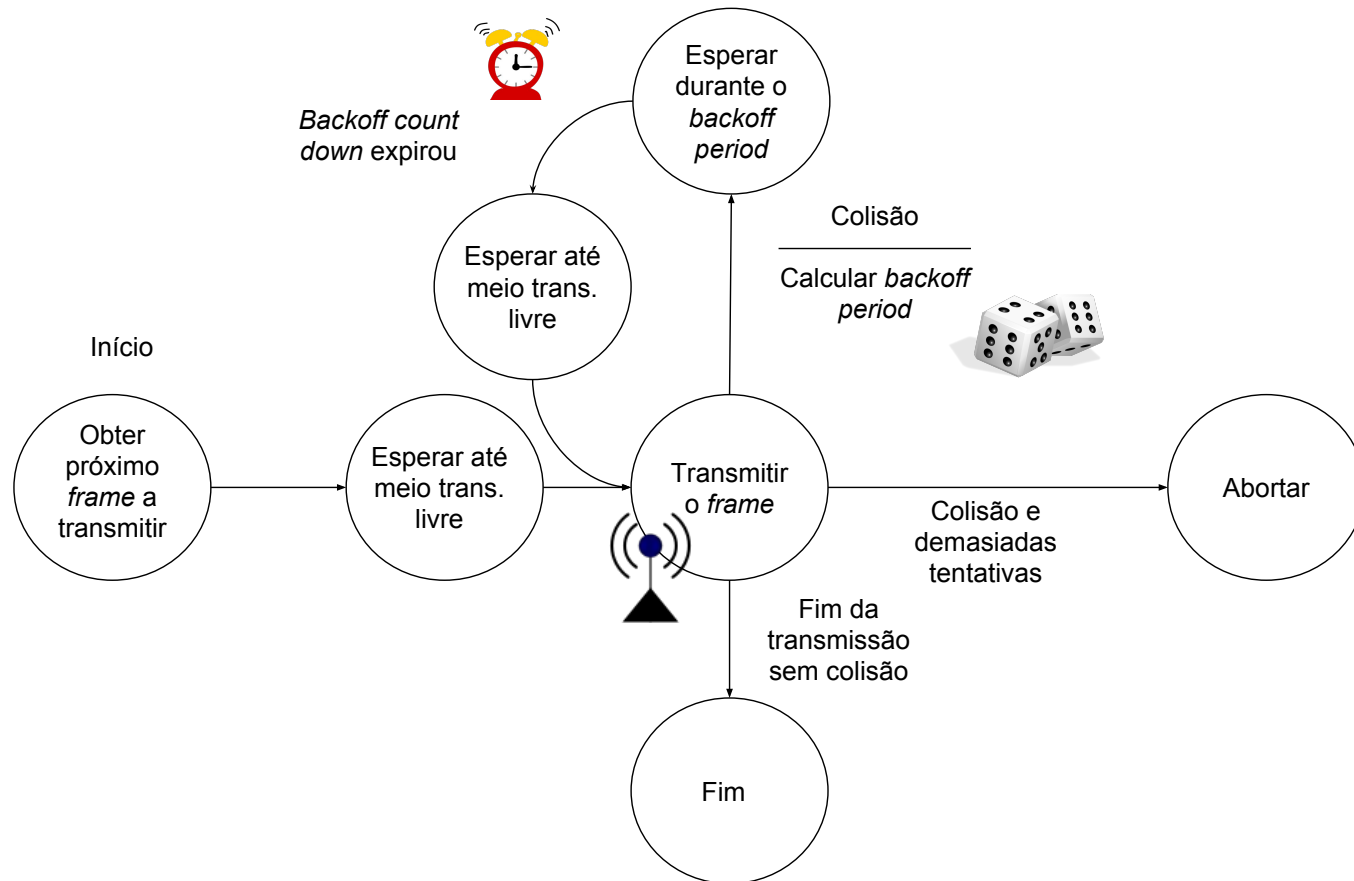 Esperar
durante o
backoff
period
Backoff count
down expirou
Colisão
Calcular backoff
period
Esperar até
meio trans.
livre
Início
Obter
próximo
frame a
transmitir
Esperar até
meio trans.
livre
Transmitir
o frame
Abortar
Colisão e
demasiadas
tentativas
Fim da
transmissão
sem colisão
Fim